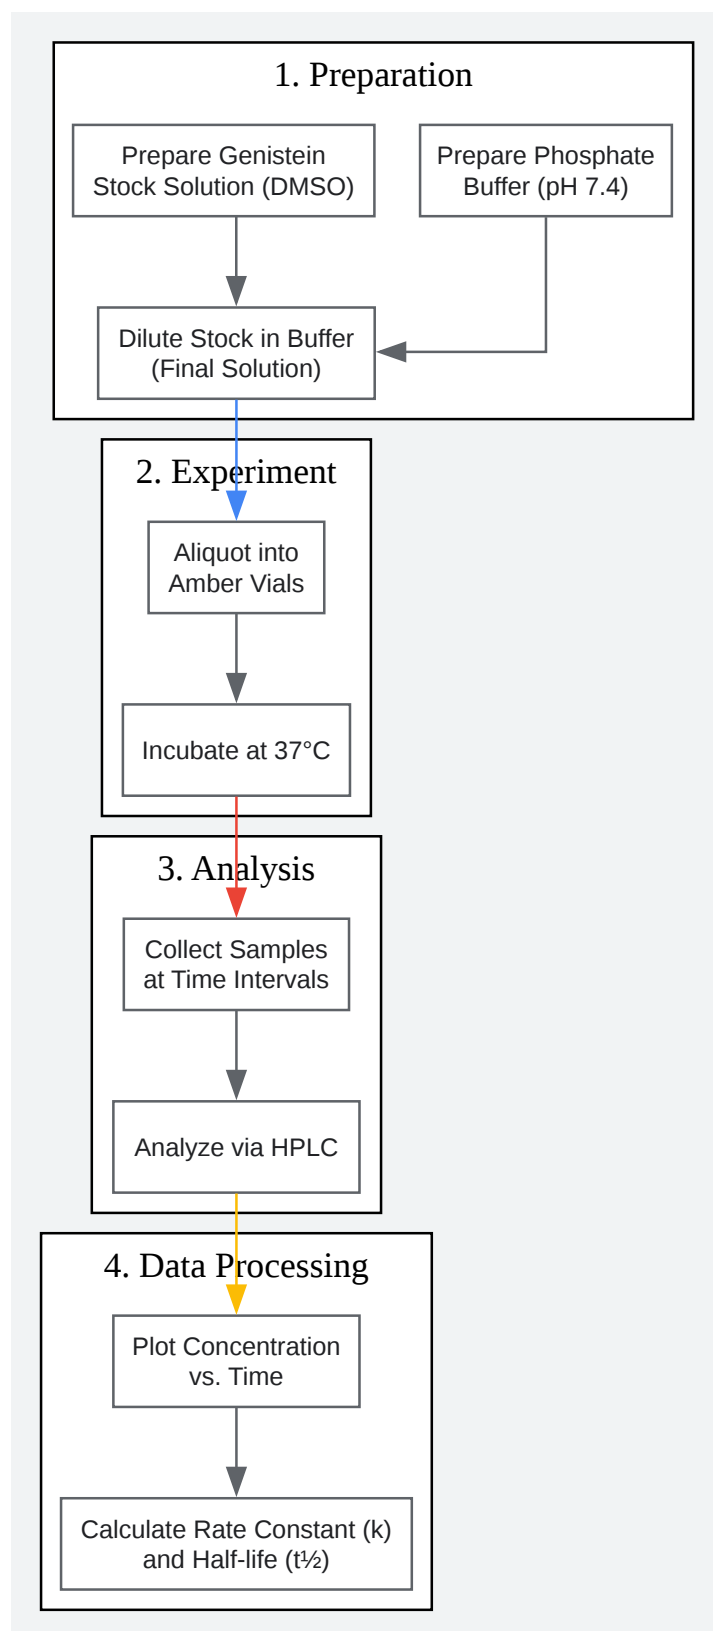 1. Preparation
Prepare Genistein
Stock Solution (DMSO)
Prepare Phosphate
Buffer (pH 7.4)
Dilute Stock in Buffer
(Final Solution)
2. Experiment
Aliquot into
Amber Vials
Incubate at 37°C
3. Analysis
Collect Samples
at Time Intervals
Analyze via HPLC
4. Data Processing
Plot Concentration
vs. Time
Calculate Rate Constant (k)
and Half-life (t½)